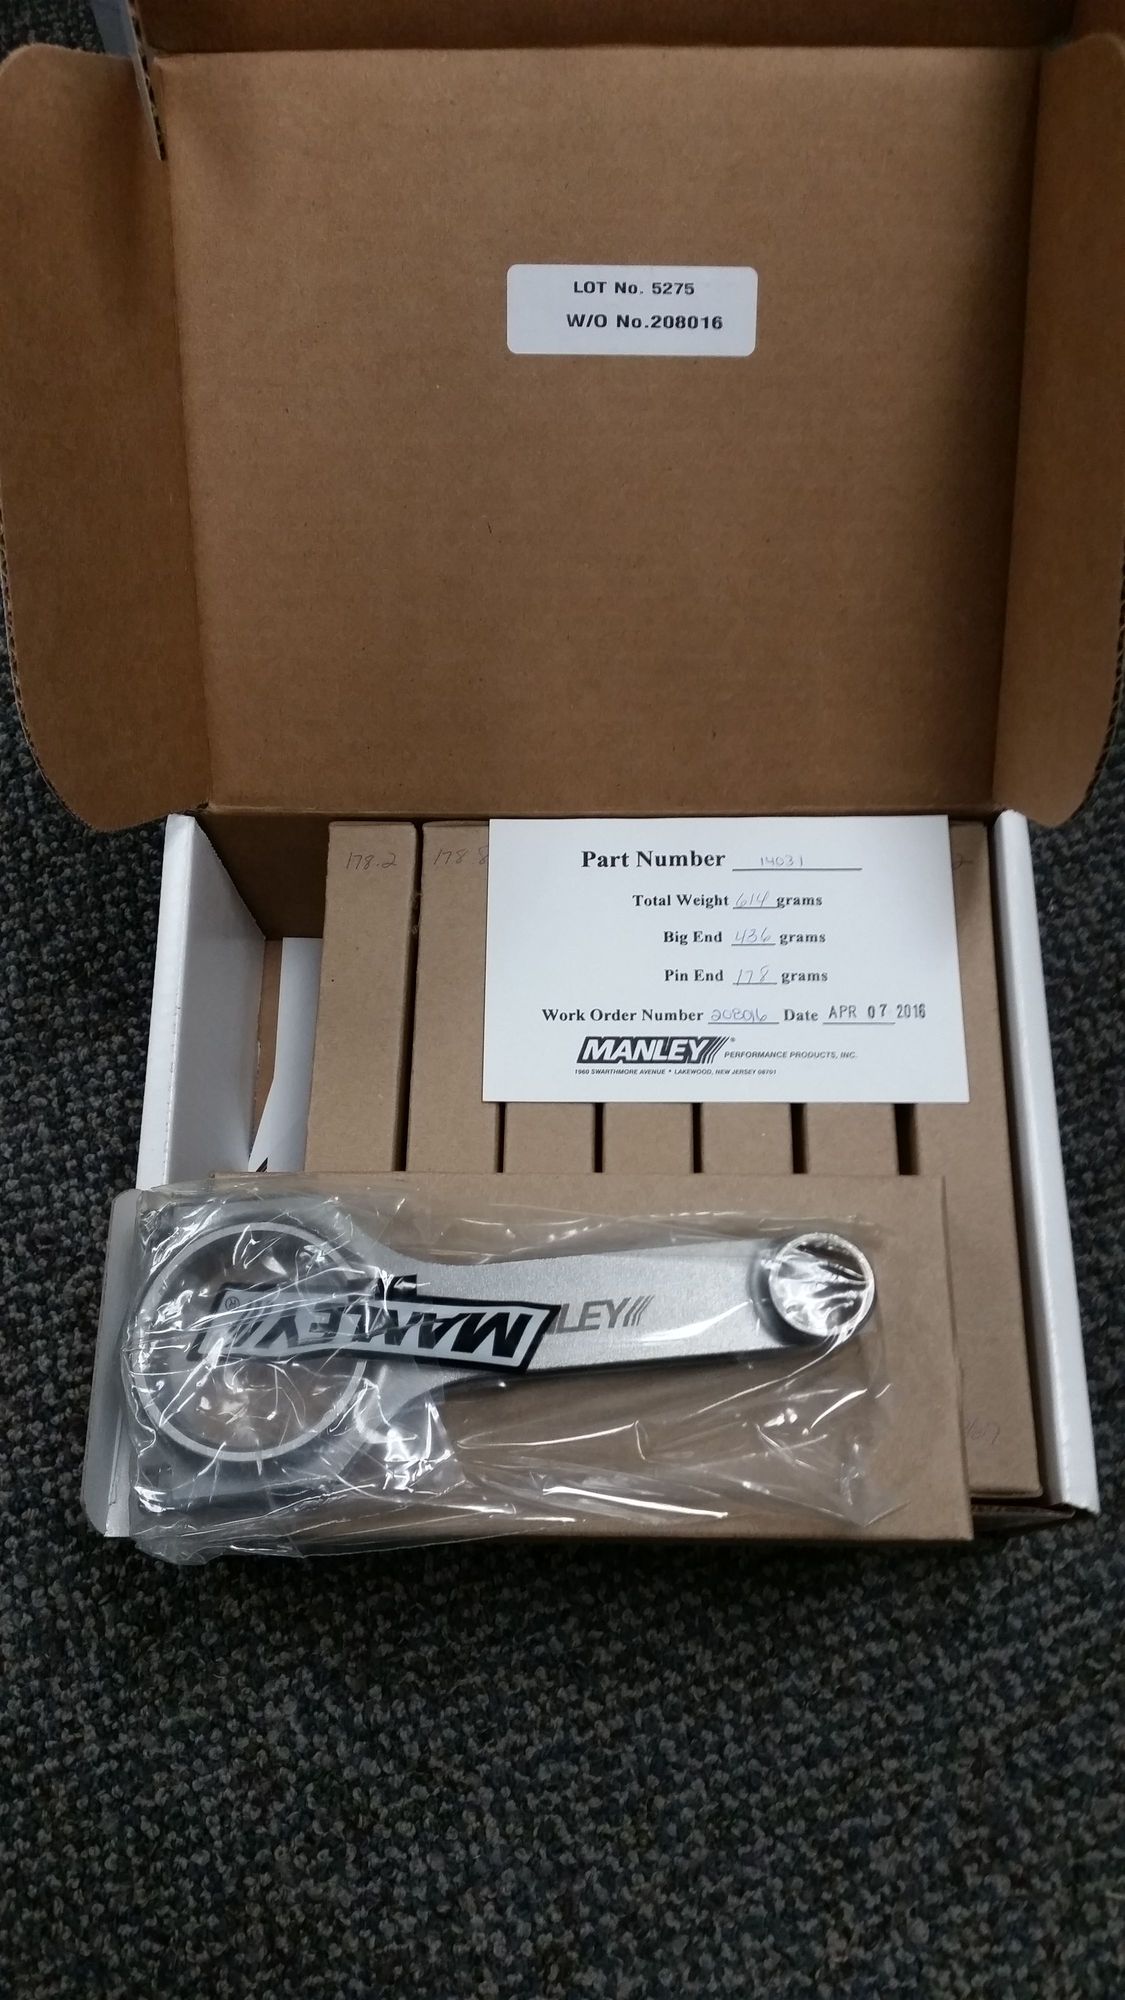 LOT No. 5275
W/O No.208016
178.2
178.8
Part Number 14031
Total Weight 614 grams
Big End 436 grams
Pin End 178 grams
Work Order Number 208016 Date APR 07 2016
MANLEY® PERFORMANCE PRODUCTS, INC.
1960 SWARTHMORE AVENUE • LAKEWOOD, NEW JERSEY 08701
MANLEY ®
NLEY